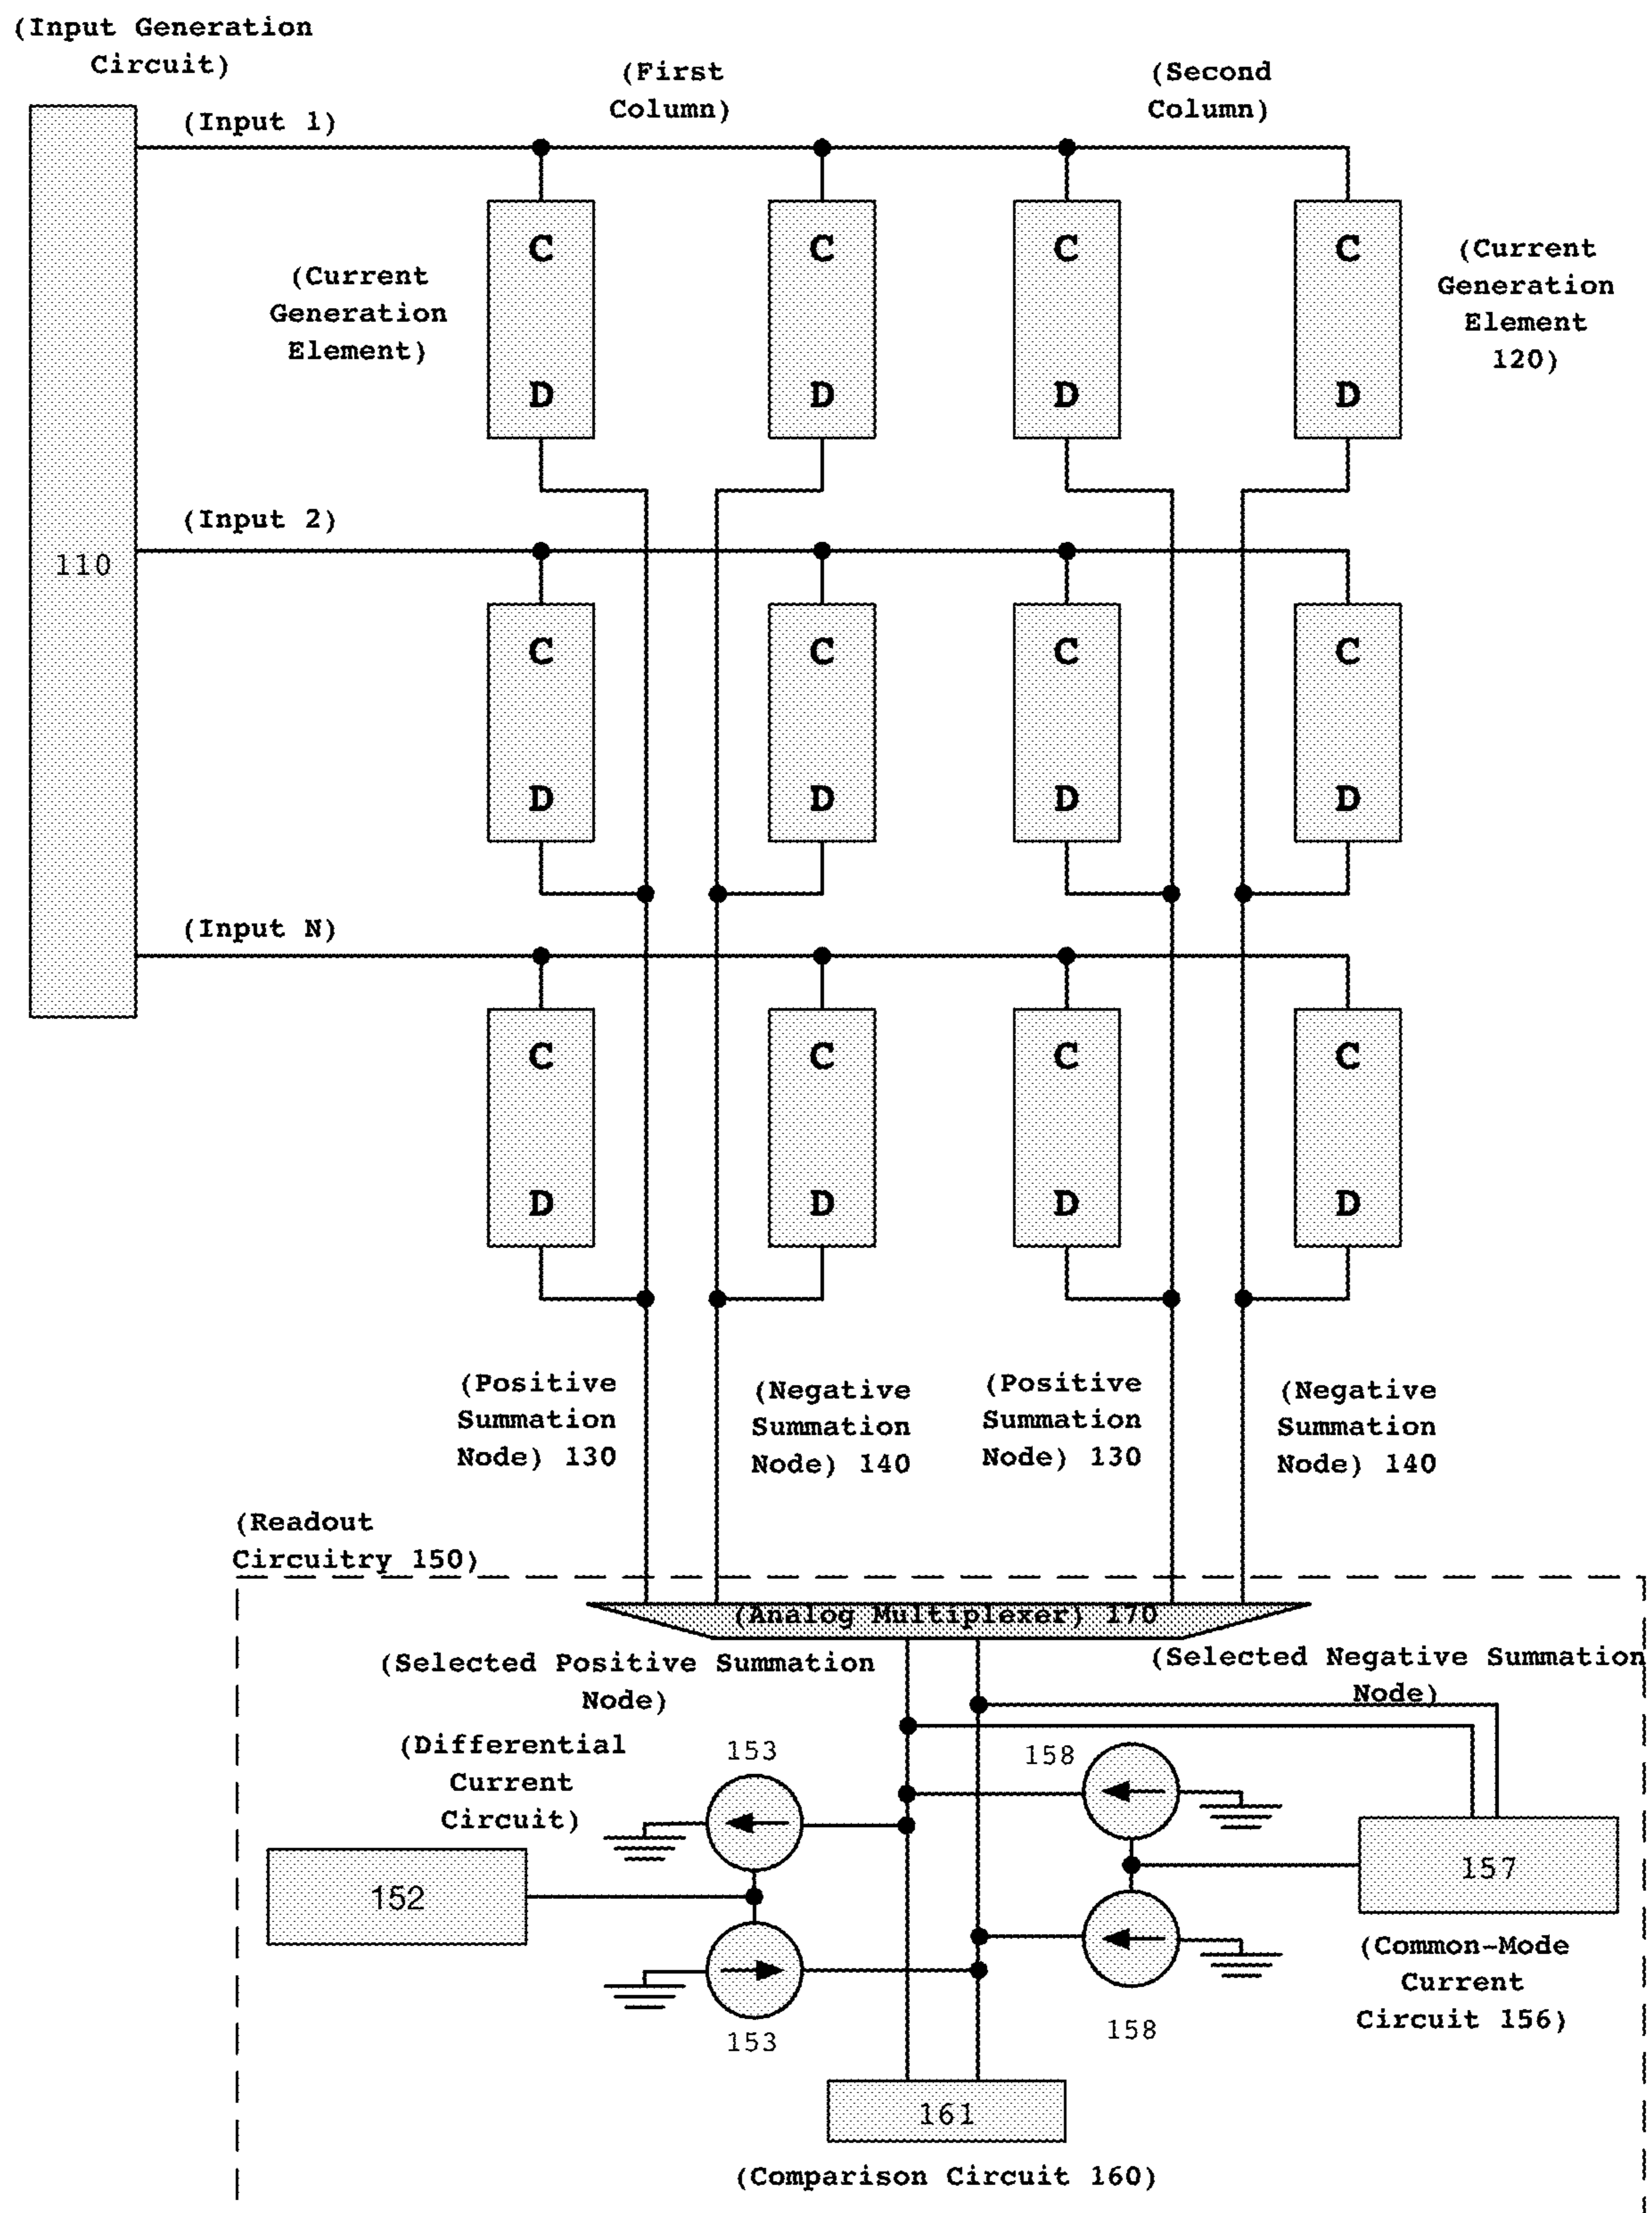 (Input Generation
Circuit)
(First
Column)
(Second
Column)
(Input 1)
C
C
C
C
(Current
Generation
Element)
(Current
Generation
Element
120)
D
D
D
D
(Input 2)
110
C
C
C
C
D
D
D
D
(Input N)
C
C
C
C
D
D
D
D
(Positive
Summation
Node) 130
(Negative
Summation
Node) 140
(Positive
Summation
Node) 130
(Negative
Summation
Node) 140
(Readout
Circuitry 150)
(Analog Multiplexer) 170
(Selected Positive Summation
Node)
(Selected Negative Summation
Node)
(Differential
Current
Circuit)
153
158
152
157
(Common-Mode
Current
Circuit 156)
153
158
161
(Comparison Circuit 160)